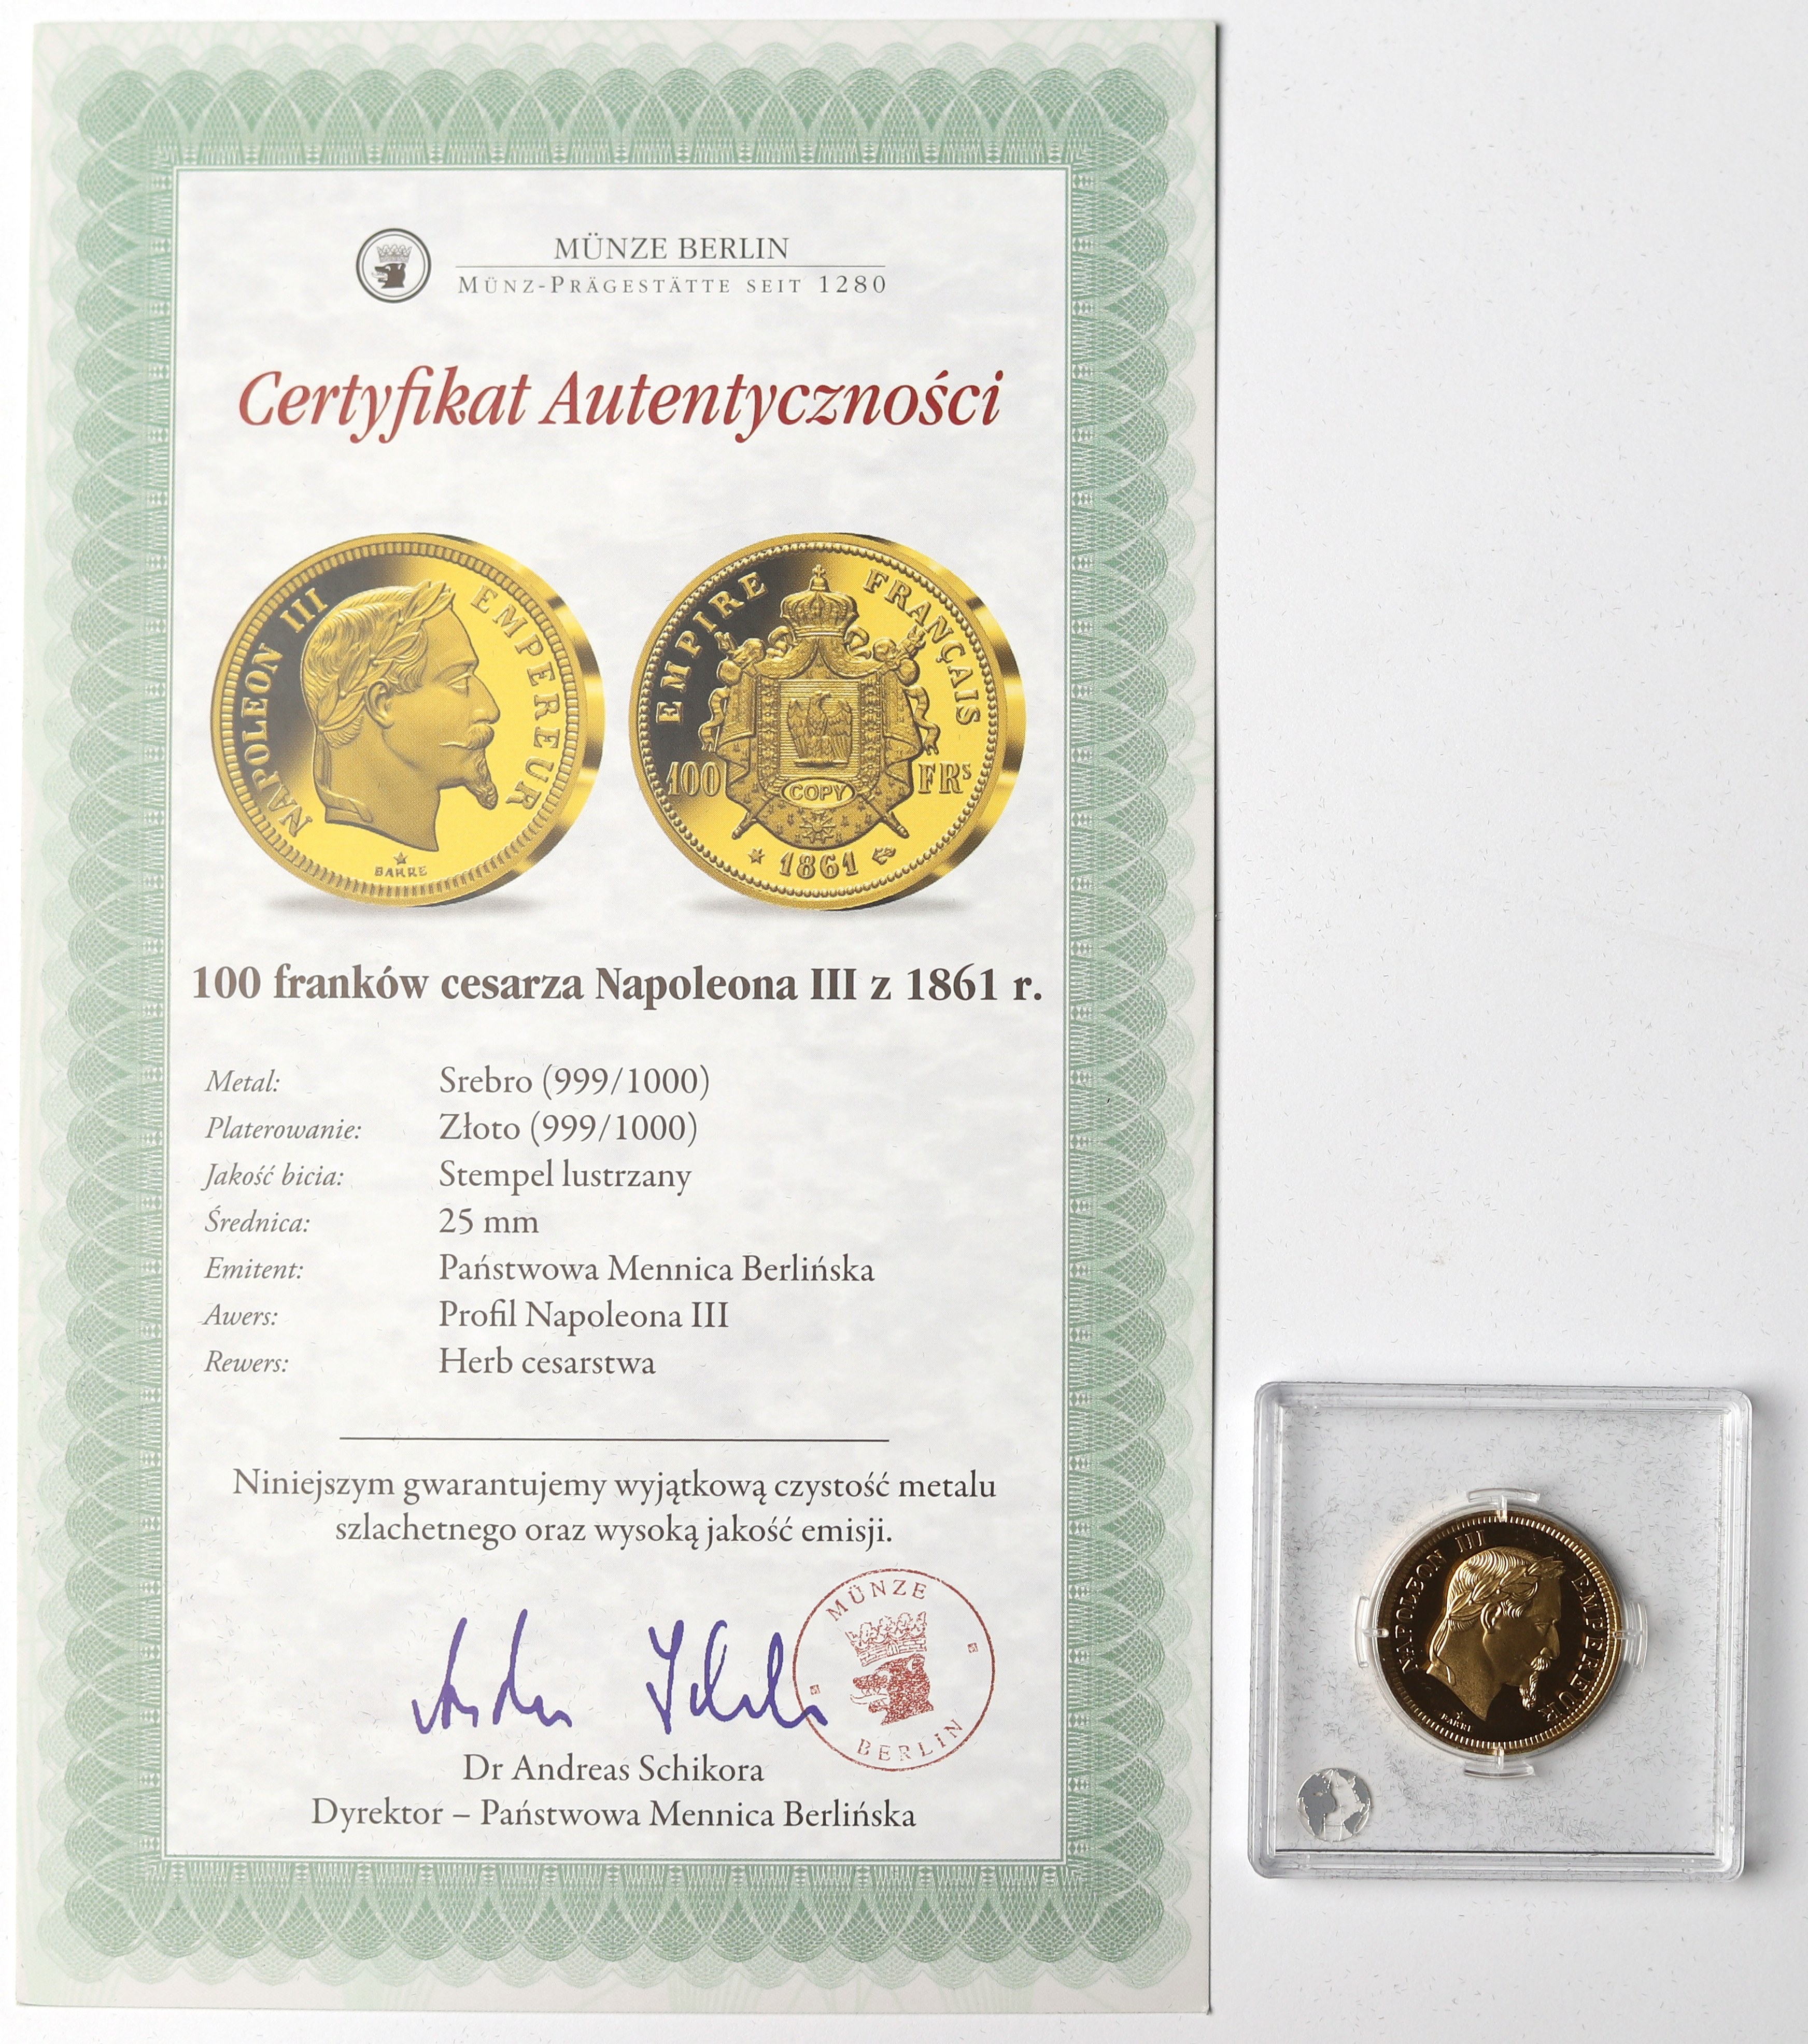 MÜNZE BERLIN
MÜNZ-PRÄGESTÄTTE SEIT 1280
Certyfikat Autentyczności
NAPOLEON III EMPEREUR
BARRE
EMPIRE FRANÇAIS
100 FRS
COPY
1861
100 franków cesarza Napoleona III z 1861 r.
Metal: Srebro (999/1000)
Platerowanie: Złoto (999/1000)
Jakość bicia: Stempel lustrzany
Średnica: 25 mm
Emitent: Państwowa Mennica Berlińska
Awers: Profil Napoleona III
Rewers: Herb cesarstwa
Niniejszym gwarantujemy wyjątkową czystość metalu
szlachetnego oraz wysoką jakość emisji.
MÜNZE
BERLIN
Dr Andreas Schikora
Dyrektor – Państwowa Mennica Berlińska
NAPOLEON III EMPEREUR
BARRE